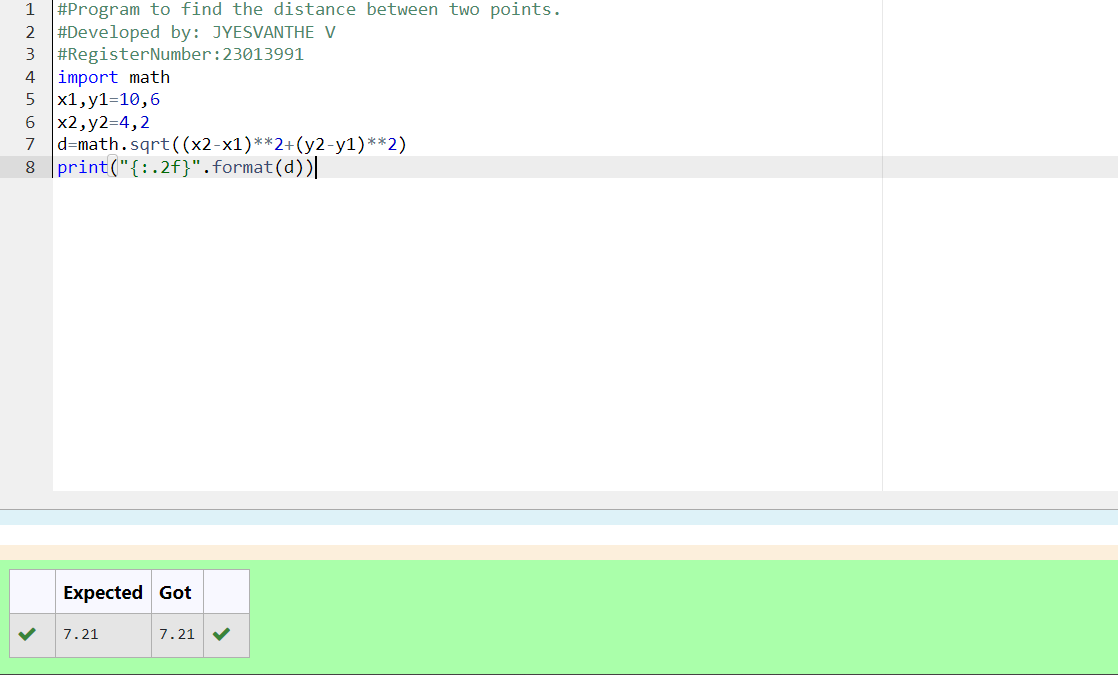 1 #Program to find the distance between two points.
2 #Developed by: JYESVANTHE V
3 #RegisterNumber:23013991
4 import math
5 x1,y1=10,6
6 x2,y2=4,2
7 d=math.sqrt((x2-x1)**2+(y2-y1)**2)
8 print("{:.2f}".format(d))
Expected Got
7.21 7.21